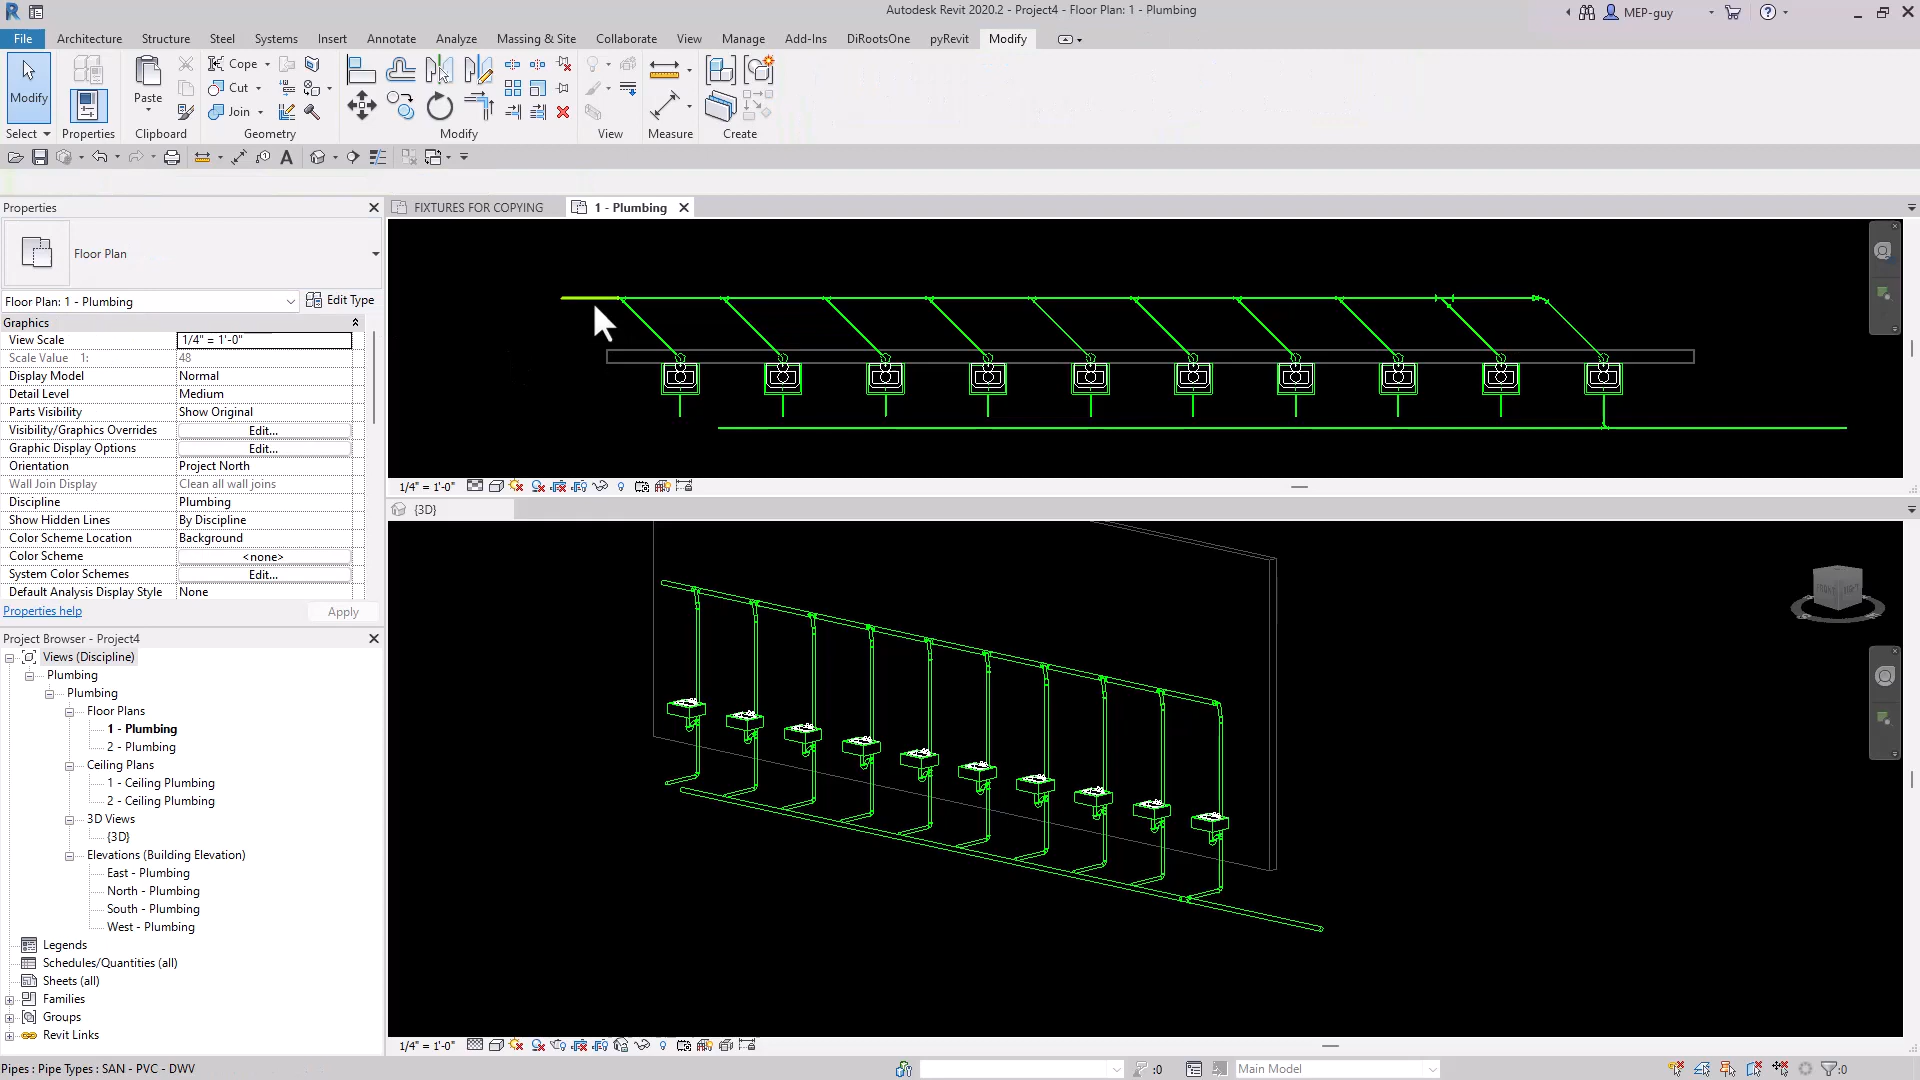 Autodesk Revit 2020.2 - Project4 - Floor Plan: 1 - Plumbing
MEP-guy
File Architecture Structure Steel Systems Insert Annotate Analyze Massing & Site Collaborate View Manage Add-Ins DiRootsOne pyRevit Modify
Modify Paste Cope
Cut
Join
Select Properties Clipboard Geometry Modify View Measure Create
Properties
FIXTURES FOR COPYING 1 - Plumbing
Floor Plan
Floor Plan: 1 - Plumbing Edit Type
Graphics
View Scale 1/4" = 1'-0"
Scale Value 1: 48
Display Model Normal
Detail Level Medium
Parts Visibility Show Original
Visibility/Graphics Overrides Edit...
Graphic Display Options Edit...
Orientation Project North
Wall Join Display Clean all wall joins
Discipline Plumbing
Show Hidden Lines By Discipline
Color Scheme Location Background
Color Scheme <none>
System Color Schemes Edit...
Default Analysis Display Style None
Properties help Apply
1/4" = 1'-0"
{3D}
Project Browser - Project4
Views (Discipline)
Plumbing
Plumbing
Floor Plans
1 - Plumbing
2 - Plumbing
Ceiling Plans
1 - Ceiling Plumbing
2 - Ceiling Plumbing
3D Views
{3D}
Elevations (Building Elevation)
East - Plumbing
North - Plumbing
South - Plumbing
West - Plumbing
Legends
Schedules/Quantities (all)
Sheets (all)
Families
Groups
Revit Links
1/4" = 1'-0"
Pipes : Pipe Types : SAN - PVC - DWV :0 Main Model :0